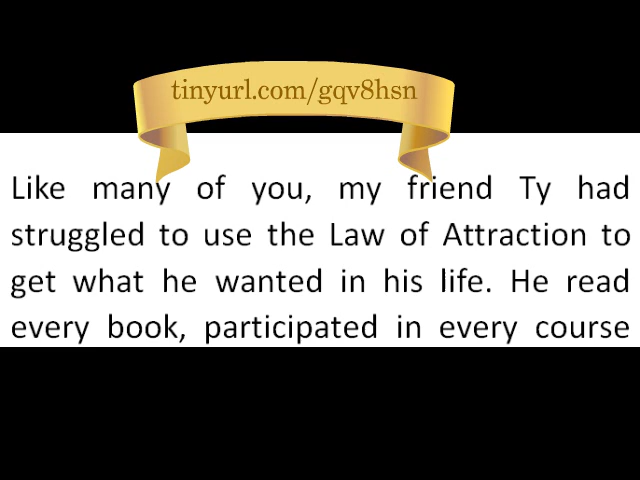 tinyurl.com/gqv8hsn
Like many of you, my friend Ty had
struggled to use the Law of Attraction to
get what he wanted in his life. He read
every book, participated in every course